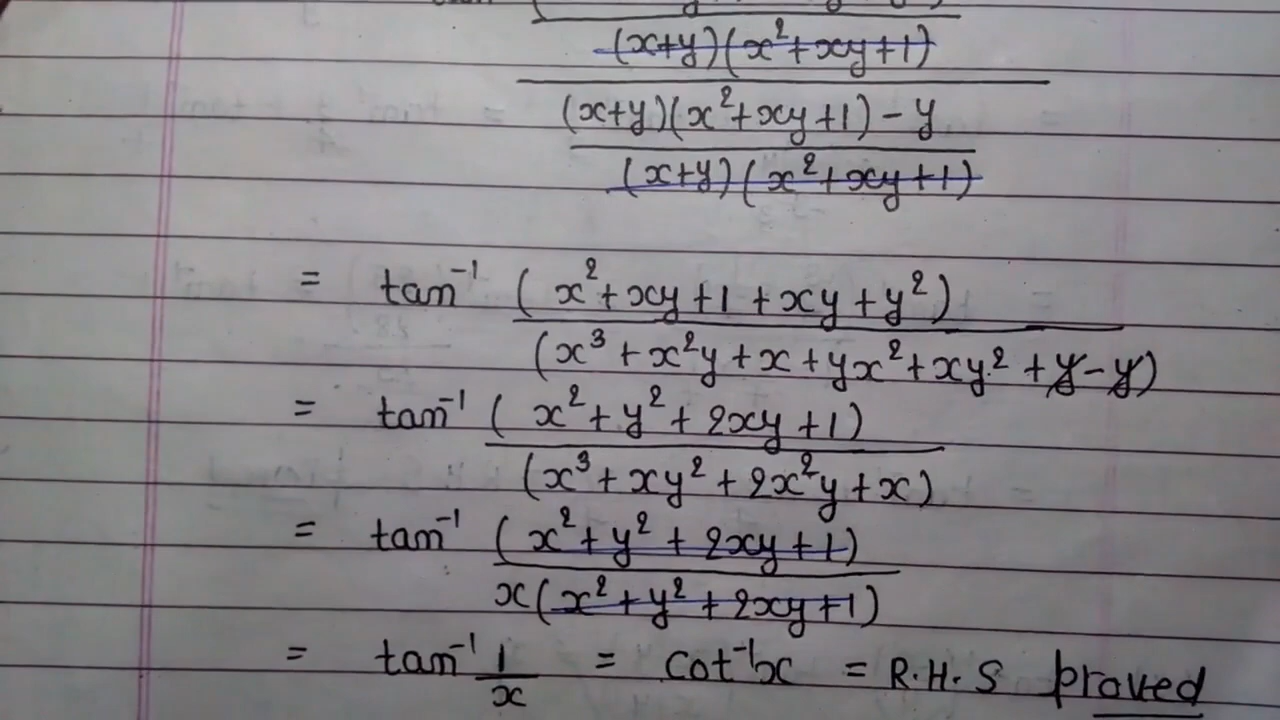 (x+y)(x²+xy+1)
(x+y)(x²+xy+1) - y
(x+y)(x²+xy+1)
= tan⁻¹ (x²+xy+1+xy+y²)
(x³+x²y+x+yx²+xy²+y-y)
= tan⁻¹ (x²+y²+2xy+1)
(x³+xy²+2x²y+x)
= tan⁻¹ (x²+y²+2xy+1)
x(x²+y²+2xy+1)
= tan⁻¹ 1/x = cot⁻¹x = R.H.S proved